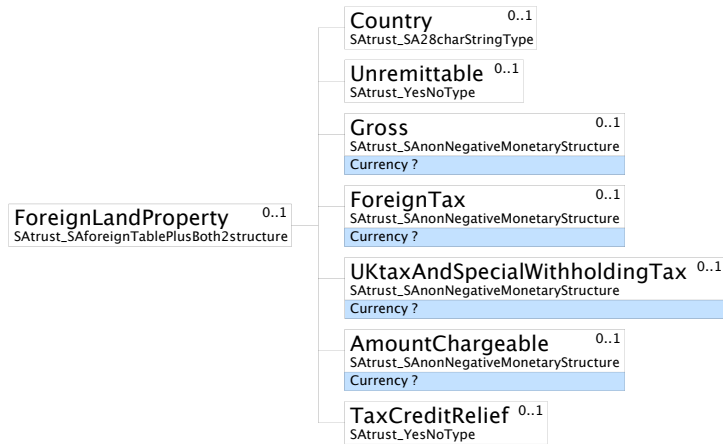 Country 0..1
SAtrust_SA28charStringType
Unremittable 0..1
SAtrust_YesNoType
Gross 0..1
SAtrust_SAnonNegativeMonetaryStructure
Currency ?
ForeignLandProperty 0..1
SAtrust_SAforeignTablePlusBoth2structure
ForeignTax 0..1
SAtrust_SAnonNegativeMonetaryStructure
Currency ?
UKtaxAndSpecialWithholdingTax 0..1
SAtrust_SAnonNegativeMonetaryStructure
Currency ?
AmountChargeable 0..1
SAtrust_SAnonNegativeMonetaryStructure
Currency ?
TaxCreditRelief 0..1
SAtrust_YesNoType